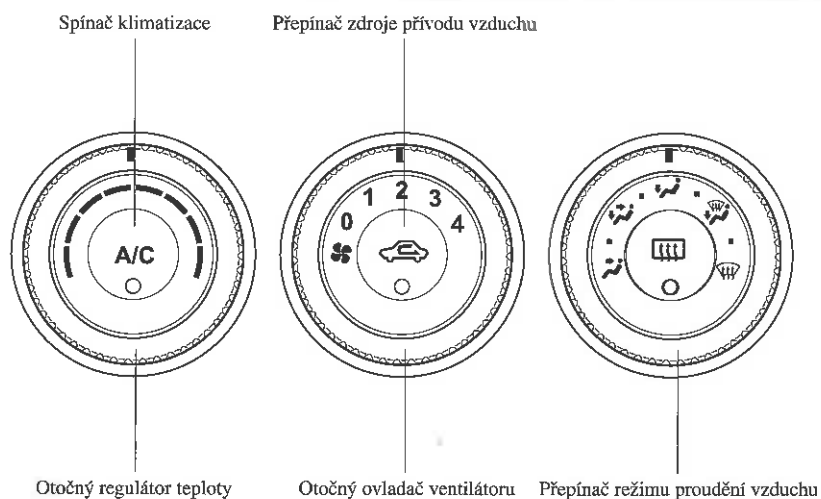 Spínač klimatizace
Přepínač zdroje přívodu vzduchu
A/C
0
1
2
3
4
Otočný regulátor teploty
Otočný ovladač ventilátoru
Přepínač režimu proudění vzduchu